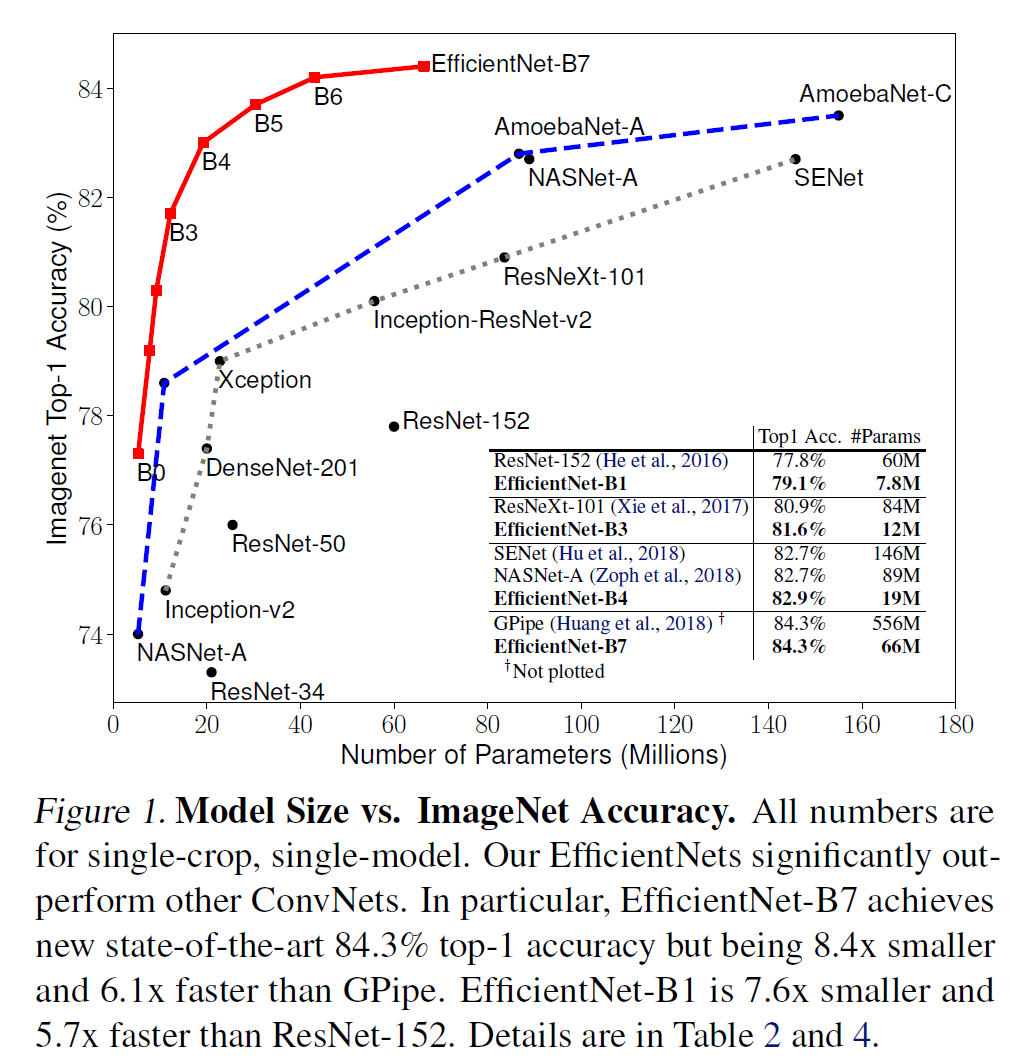 EfficientNet-B7
84
B6
AmoebaNet-C
B5
AmoebaNet-A
B4
NASNet-A
SENet
82
B3
ResNeXt-101
80
Inception-ResNet-v2
Xception
78
ResNet-152
B0
DenseNet-201
76
ResNet-50
Inception-v2
74
NASNet-A
ResNet-34
Imagenet Top-1 Accuracy (%)
Top1 Acc. #Params
ResNet-152 (He et al., 2016) 77.8% 60M
EfficientNet-B1 79.1% 7.8M
ResNeXt-101 (Xie et al., 2017) 80.9% 84M
EfficientNet-B3 81.6% 12M
SENet (Hu et al., 2018) 82.7% 146M
NASNet-A (Zoph et al., 2018) 82.7% 89M
EfficientNet-B4 82.9% 19M
GPipe (Huang et al., 2018) † 84.3% 556M
EfficientNet-B7 84.3% 66M
†Not plotted
0 20 40 60 80 100 120 140 160 180
Number of Parameters (Millions)
Figure 1. Model Size vs. ImageNet Accuracy. All numbers are
for single-crop, single-model. Our EfficientNets significantly out-
perform other ConvNets. In particular, EfficientNet-B7 achieves
new state-of-the-art 84.3% top-1 accuracy but being 8.4x smaller
and 6.1x faster than GPipe. EfficientNet-B1 is 7.6x smaller and
5.7x faster than ResNet-152. Details are in Table 2 and 4.